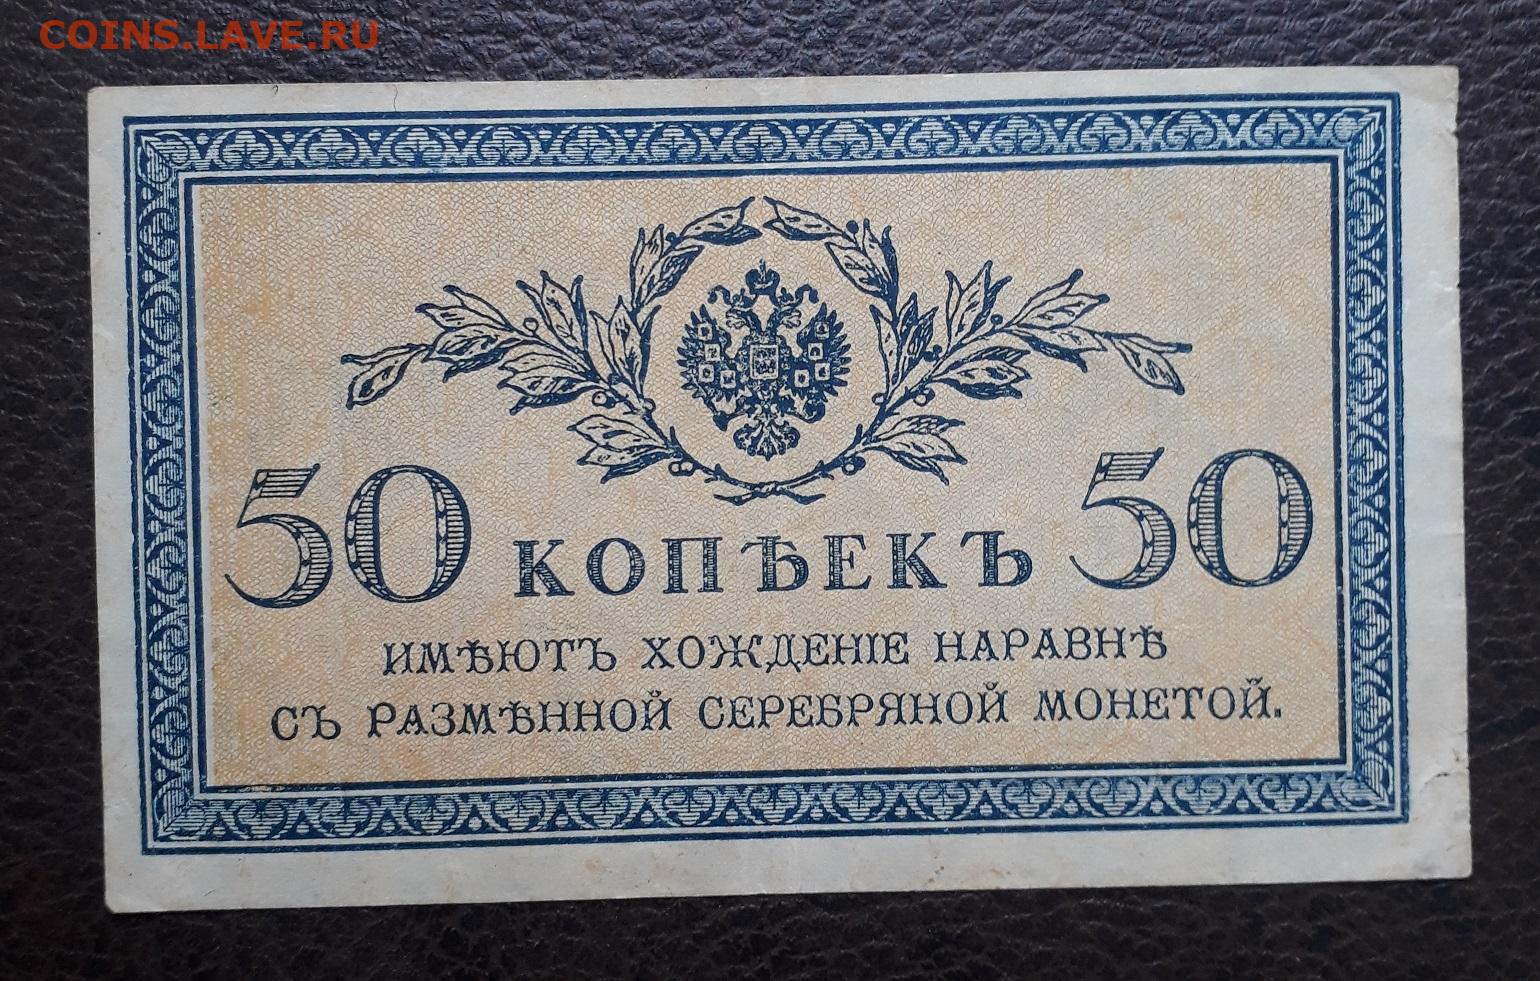 COINS.LAVE.RU
50 КОПѢЕКЪ 50
ИМѢЮТЪ ХОЖДЕНІЕ НАРАВНѢ
СЪ РАЗМѢННОЙ СЕРЕБРЯНОЙ МОНЕТОЙ.